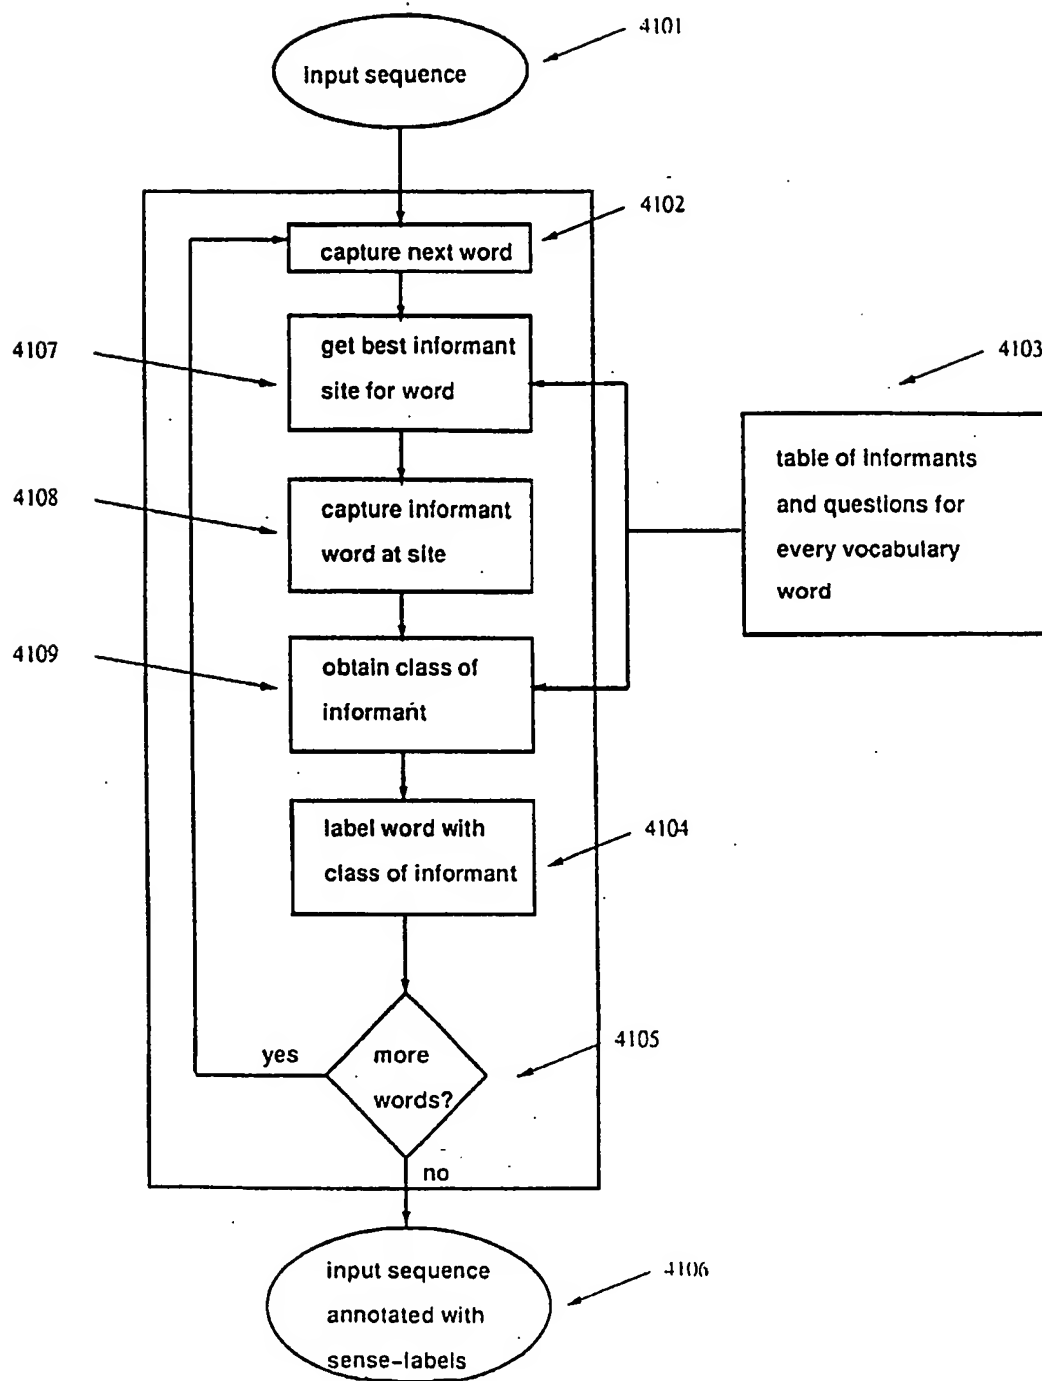 4101
input sequence
4102
capture next word
4107
get best informant
site for word
4103
table of informants
and questions for
every vocabulary
word
4108
capture informant
word at site
4109
obtain class of
informant
label word with
class of informant
4104
more
words?
4105
yes
no
input sequence
annotated with
sense-labels
4106